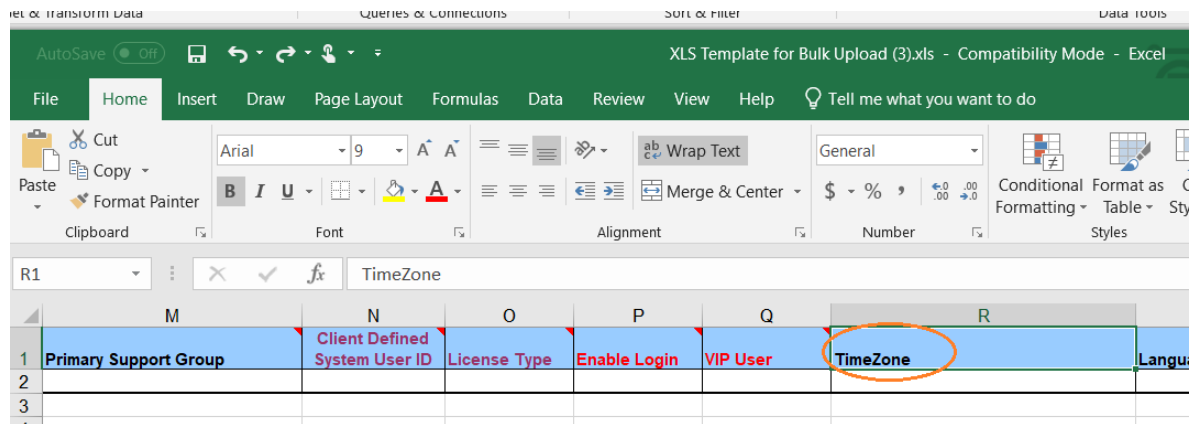 Queries & Connections
Sort & Filter
Data Tools
AutoSave Off
XLS Template for Bulk Upload (3).xls - Compatibility Mode - Excel
File Home Insert Draw Page Layout Formulas Data Review View Help Tell me what you want to do
Cut
Copy
Format Painter
Paste
Clipboard
Arial 9
B I U
Font
ab Wrap Text
Merge & Center
Alignment
General
$ % ,
Number
Conditional Formatting
Format as Table
Styles
R1 fx TimeZone
M N O P Q R
1 Primary Support Group
Client Defined
System User ID
License Type
Enable Login
VIP User
TimeZone
2
3